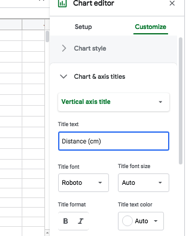 Chart editor
Setup Customize
Chart style
Chart & axis titles
Vertical axis title
Title text
Distance (cm)
Title font Title font size
Roboto Auto
Title format Title text color
B I Auto